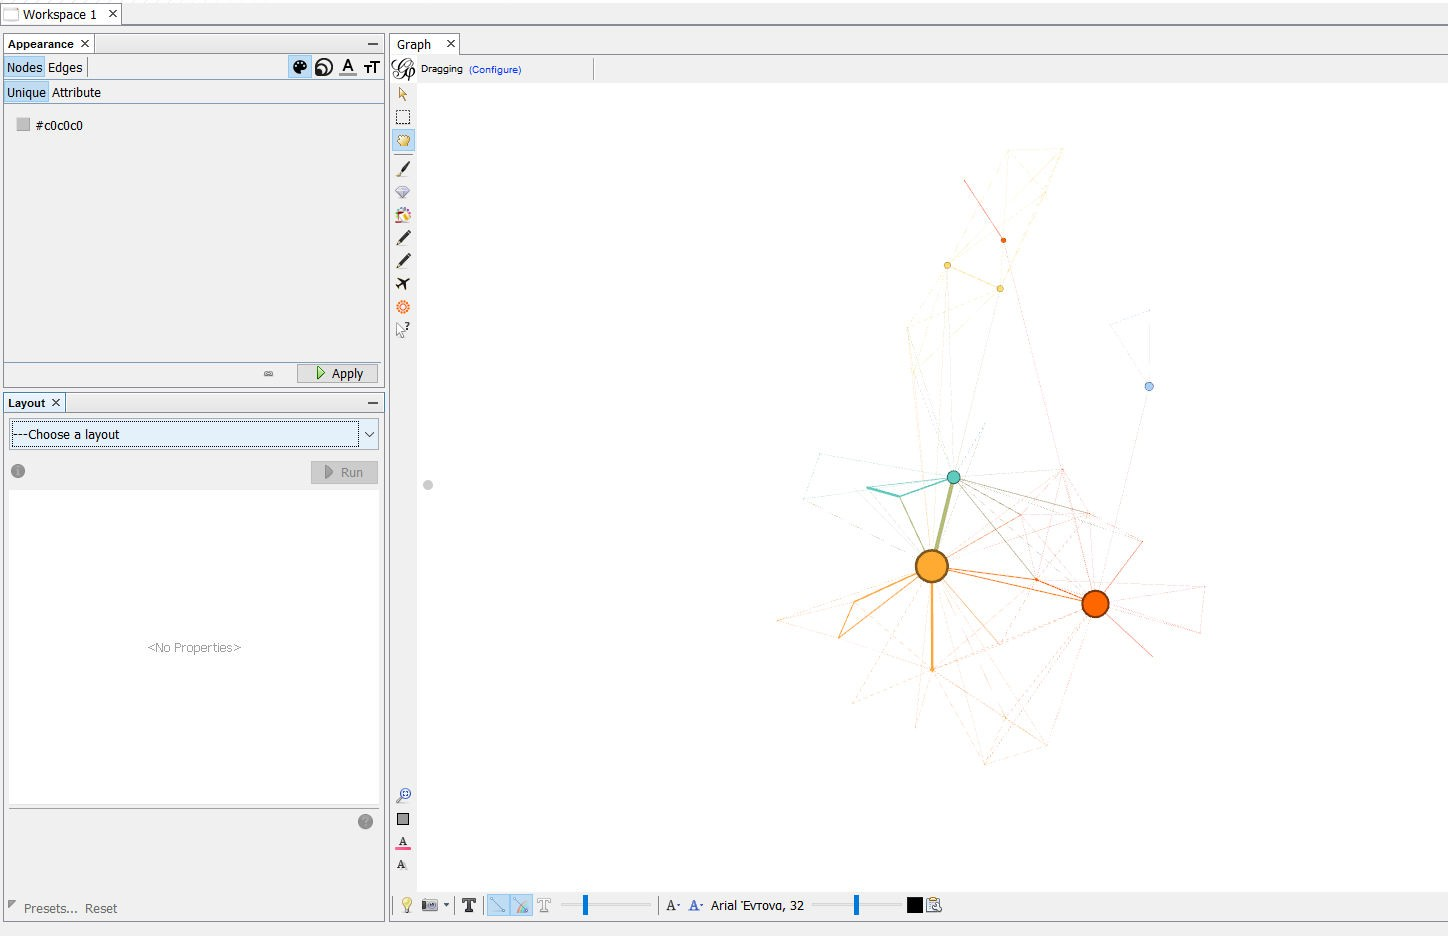 Workspace 1
Appearance
Nodes Edges
Unique Attribute
#c0c0c0
Apply
Layout
---Choose a layout
Run
<No Properties>
Presets... Reset
Graph
Dragging (Configure)
Arial Έντονα, 32